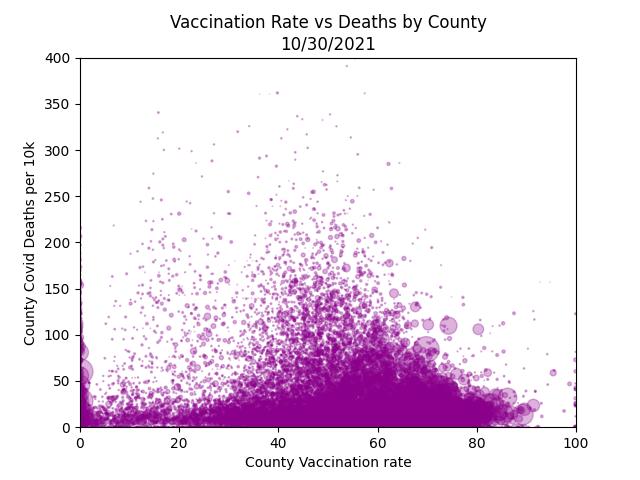 Vaccination Rate vs Deaths by County
10/30/2021
400
350
300
250
200
150
100
50
0
County Covid Deaths per 10k
0 20 40 60 80 100
County Vaccination rate